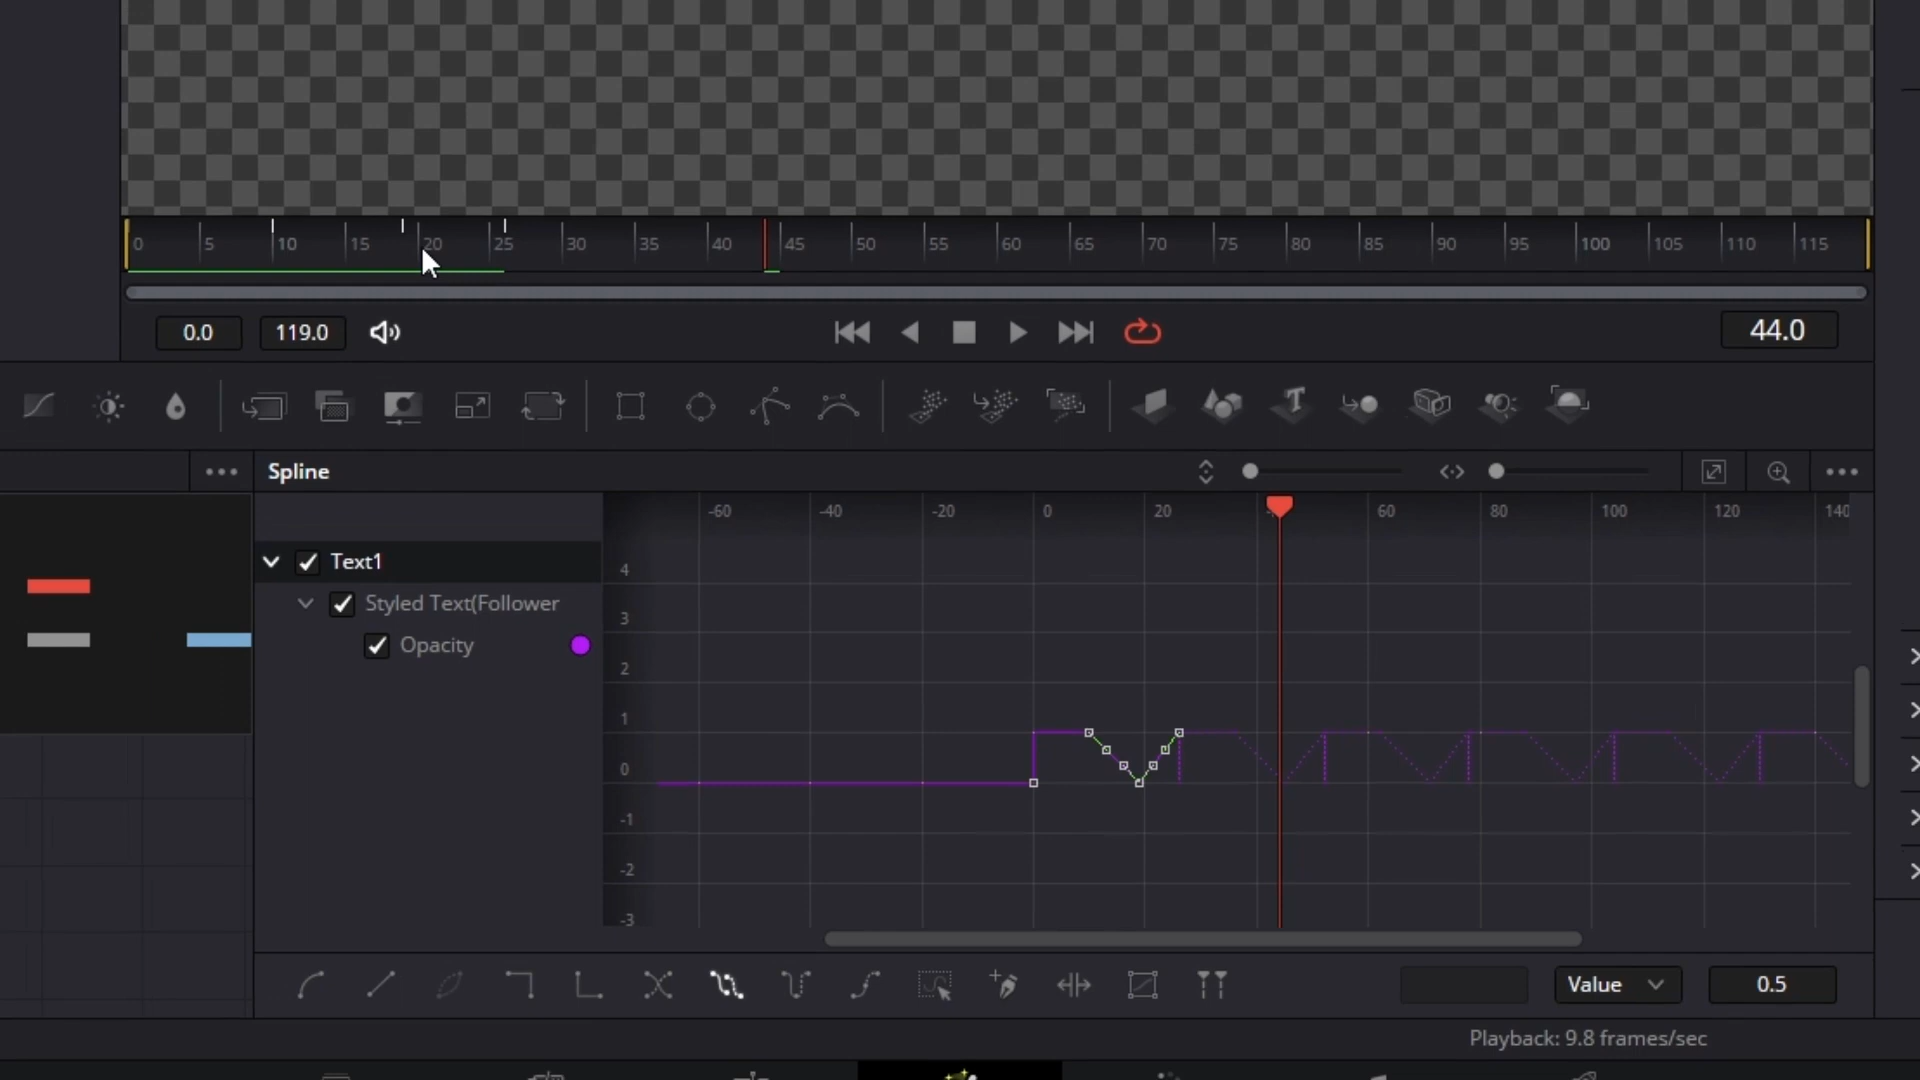 0 5 10 15 20 25 30 35 40 45 50 55 60 65 70 75 80 85 90 95 100 105 110 115
0.0 119.0 44.0
Spline
-60 -40 -20 0 20 60 80 100 120 140
Text1
Styled Text(Follower
Opacity
4
3
2
1
0
-1
-2
-3
Value 0.5
Playback: 9.8 frames/sec